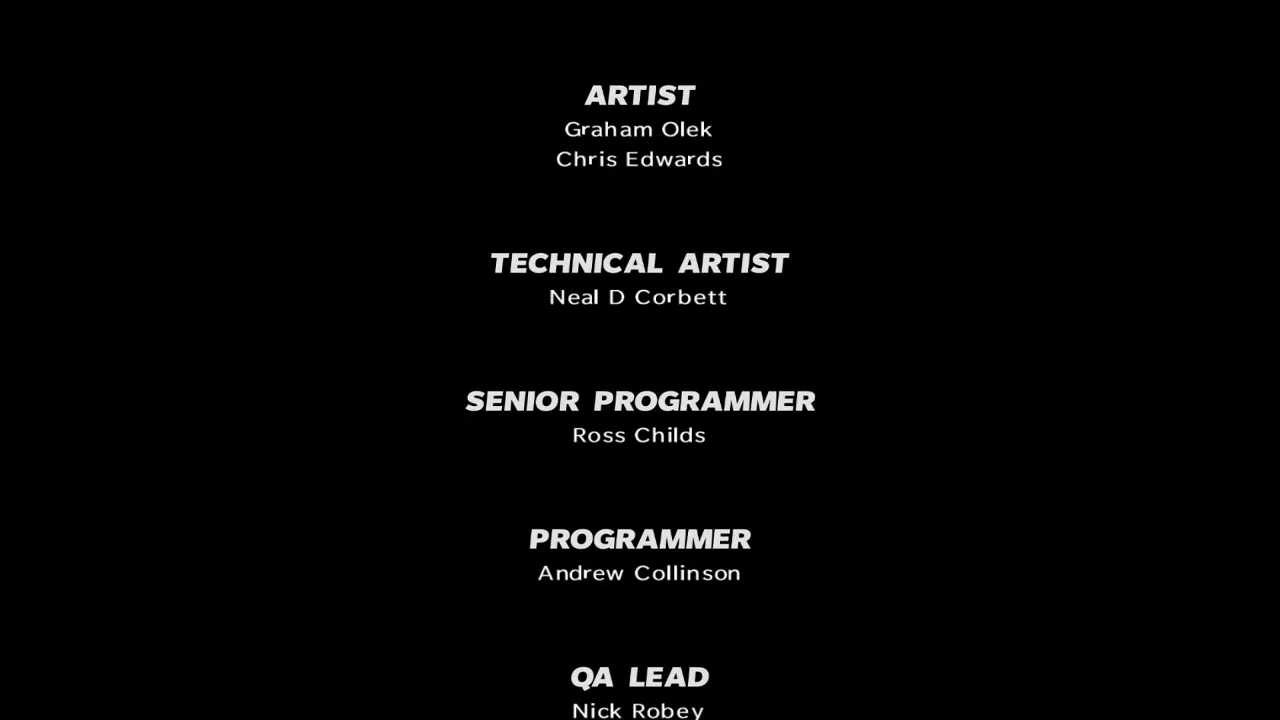 ARTIST
Graham Olek
Chris Edwards
TECHNICAL ARTIST
Neal D Corbett
SENIOR PROGRAMMER
Ross Childs
PROGRAMMER
Andrew Collinson
QA LEAD
Nick Robey